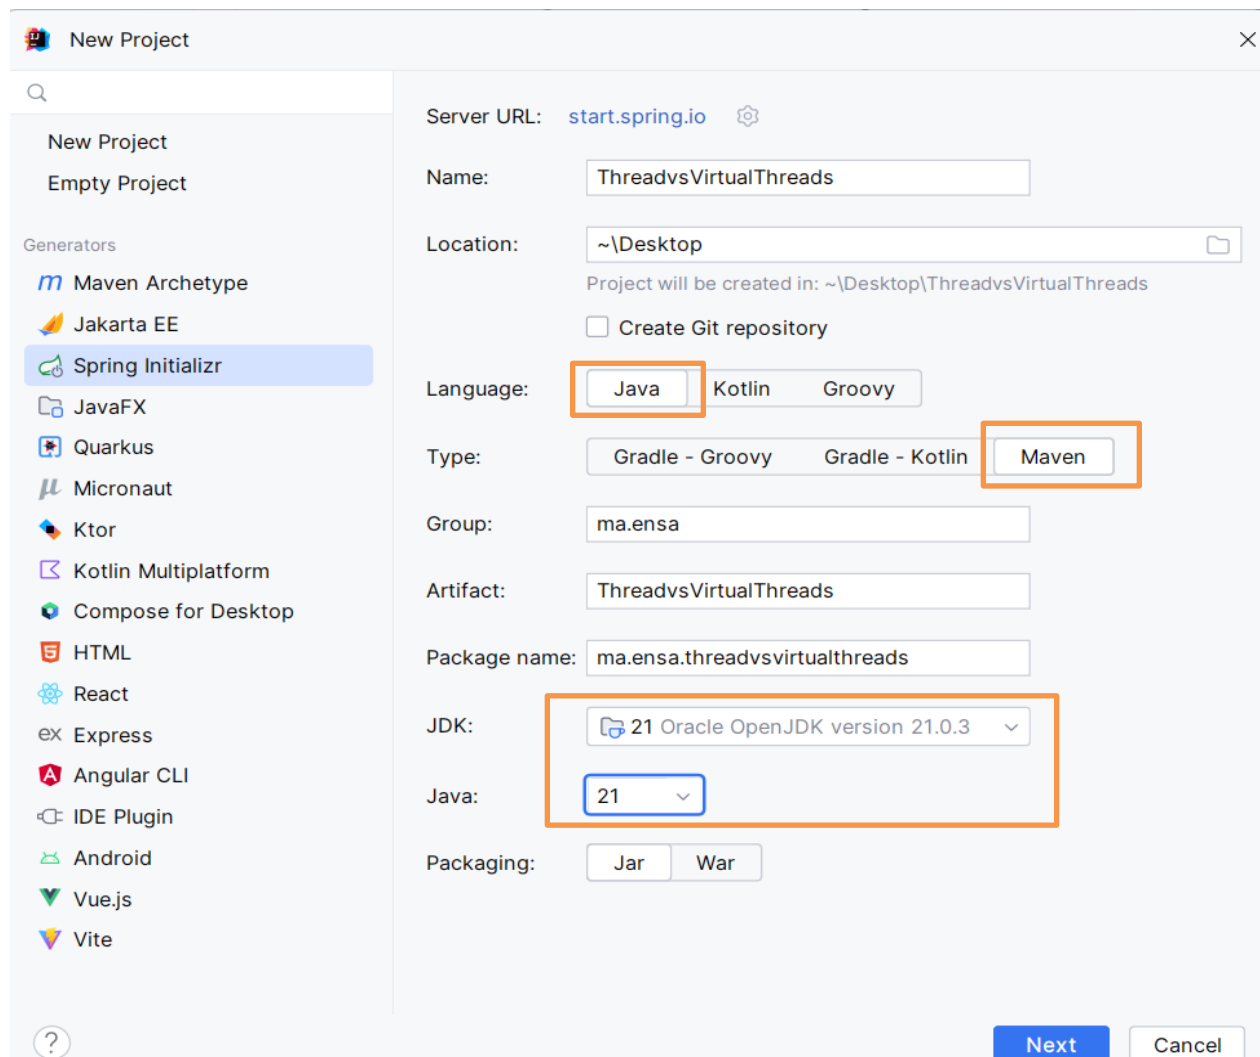 New Project
New Project
Empty Project
Generators
Maven Archetype
Jakarta EE
Spring Initializr
JavaFX
Quarkus
Micronaut
Ktor
Kotlin Multiplatform
Compose for Desktop
HTML
React
ex Express
Angular CLI
IDE Plugin
Android
Vue.js
Vite
Server URL: start.spring.io
Name: ThreadvsVirtualThreads
Location: ~\Desktop
Project will be created in: ~\Desktop\ThreadvsVirtualThreads
Create Git repository
Language: Java Kotlin Groovy
Type: Gradle - Groovy Gradle - Kotlin Maven
Group: ma.ensa
Artifact: ThreadvsVirtualThreads
Package name: ma.ensa.threadvsvirtualthreads
JDK: 21 Oracle OpenJDK version 21.0.3
Java: 21
Packaging: Jar War
? Next Cancel